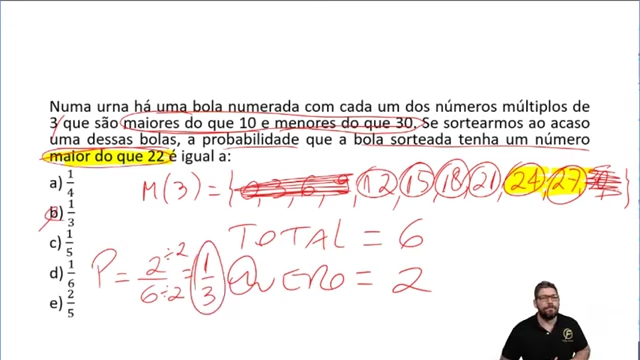 Numa urna há uma bola numerada com cada um dos números múltiplos de
3 que são maiores do que 10 e menores do que 30. Se sortearmos ao acaso
uma dessas bolas, a probabilidade que a bola sorteada tenha um número
maior do que 22 é igual a:
a) 1/4
b) 1/3
c) 1/5
d) 1/6
e) 2/5
M(3) = {0, 3, 6, 9, 12, 15, 18, 21, 24, 27,
TOTAL = 6
P = 2÷2/6÷2 = 1/3
QUERO = 2